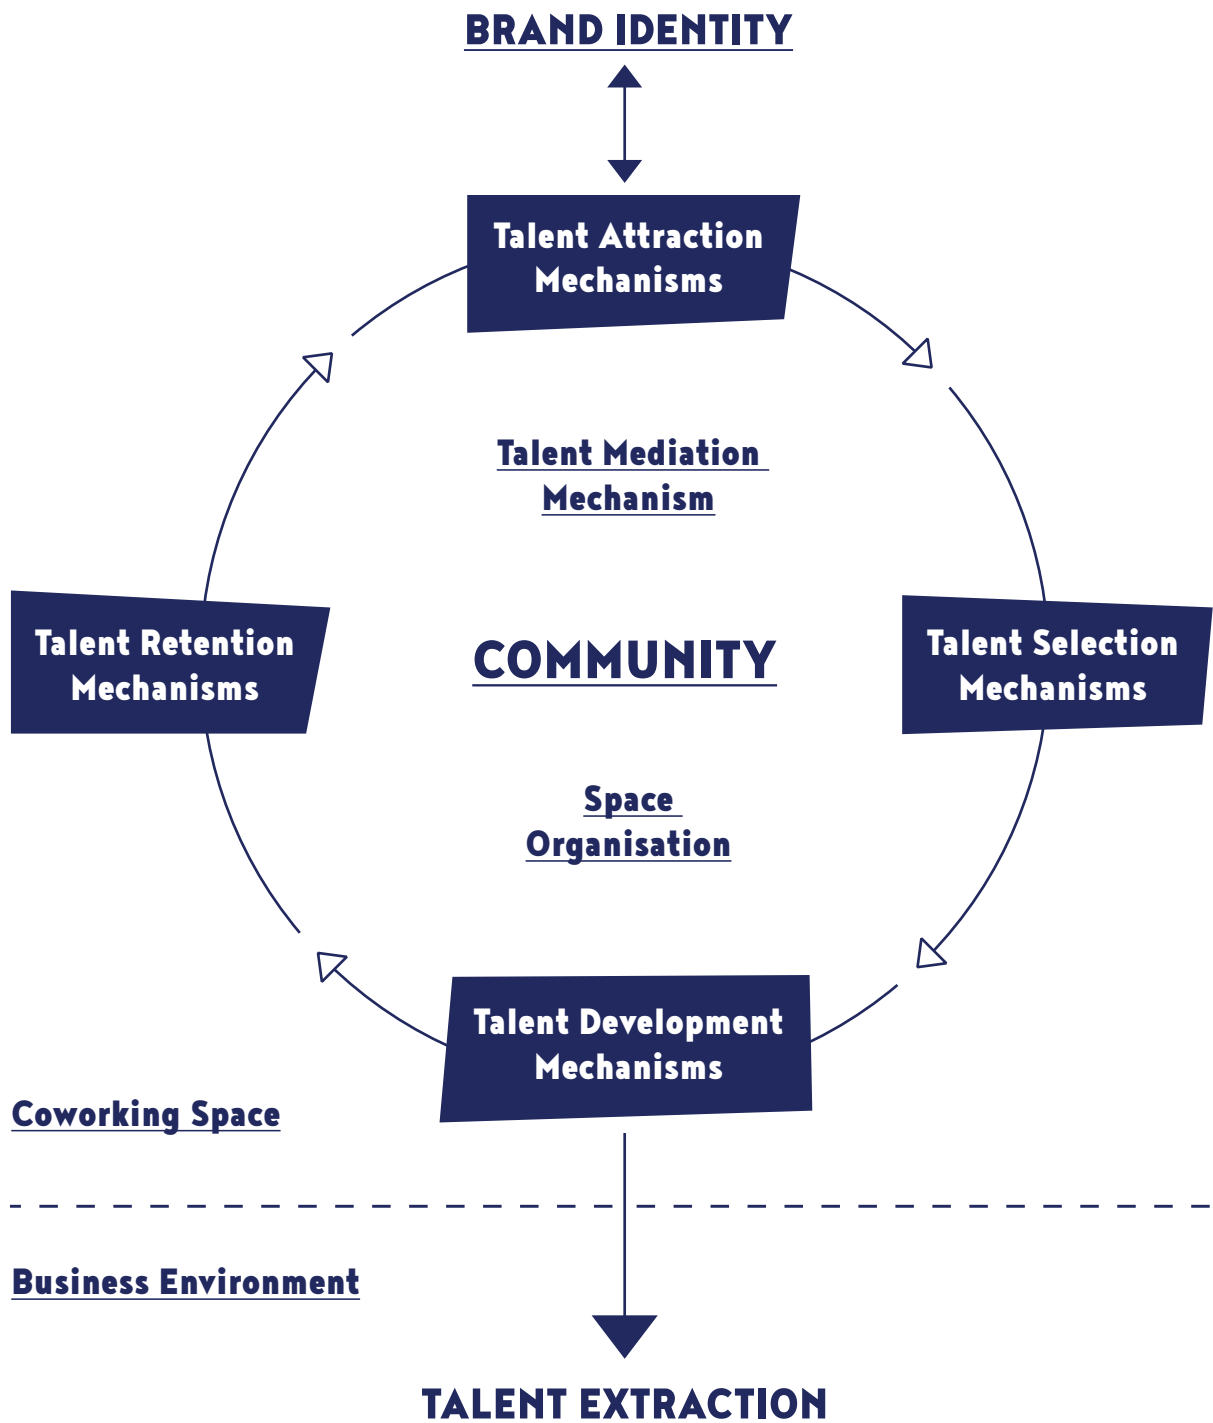 BRAND IDENTITY
Talent Attraction
Mechanisms
Talent Mediation
Mechanism
Talent Retention
Mechanisms
COMMUNITY
Talent Selection
Mechanisms
Space
Organisation
Talent Development
Mechanisms
Coworking Space
Business Environment
TALENT EXTRACTION